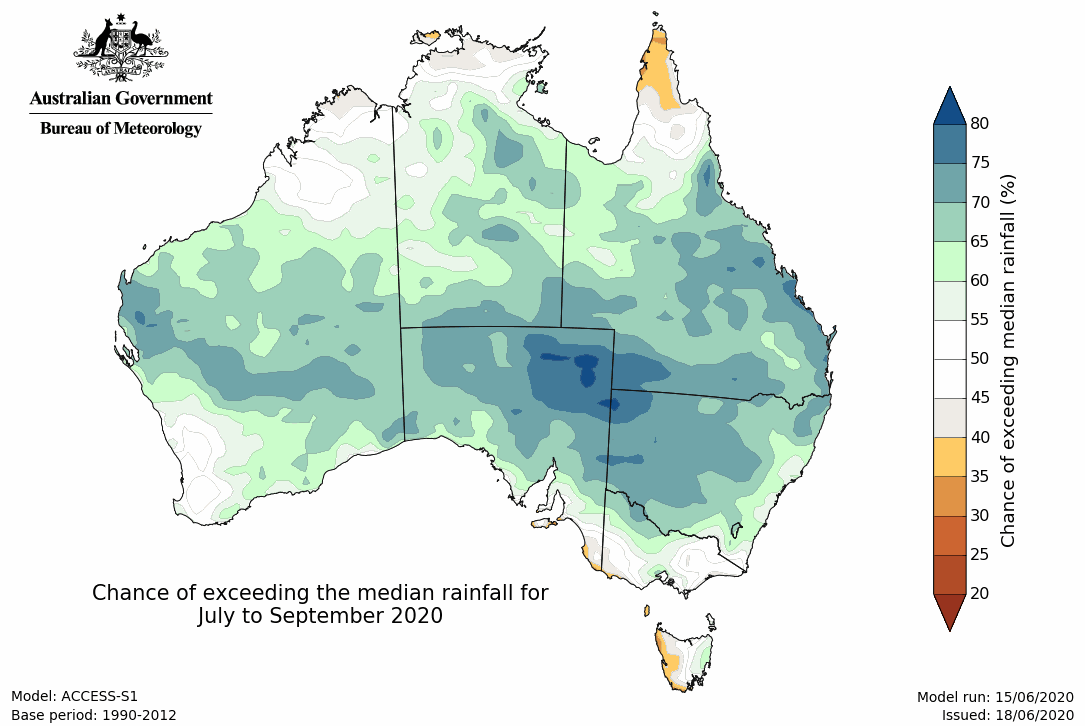 AUSTRALIA
Australian Government
Bureau of Meteorology
80
75
70
65
60
55
50
45
40
35
30
25
20
Chance of exceeding median rainfall (%)
Chance of exceeding the median rainfall for
July to September 2020
Model: ACCESS-S1
Base period: 1990-2012
Model run: 15/06/2020
Issued: 18/06/2020